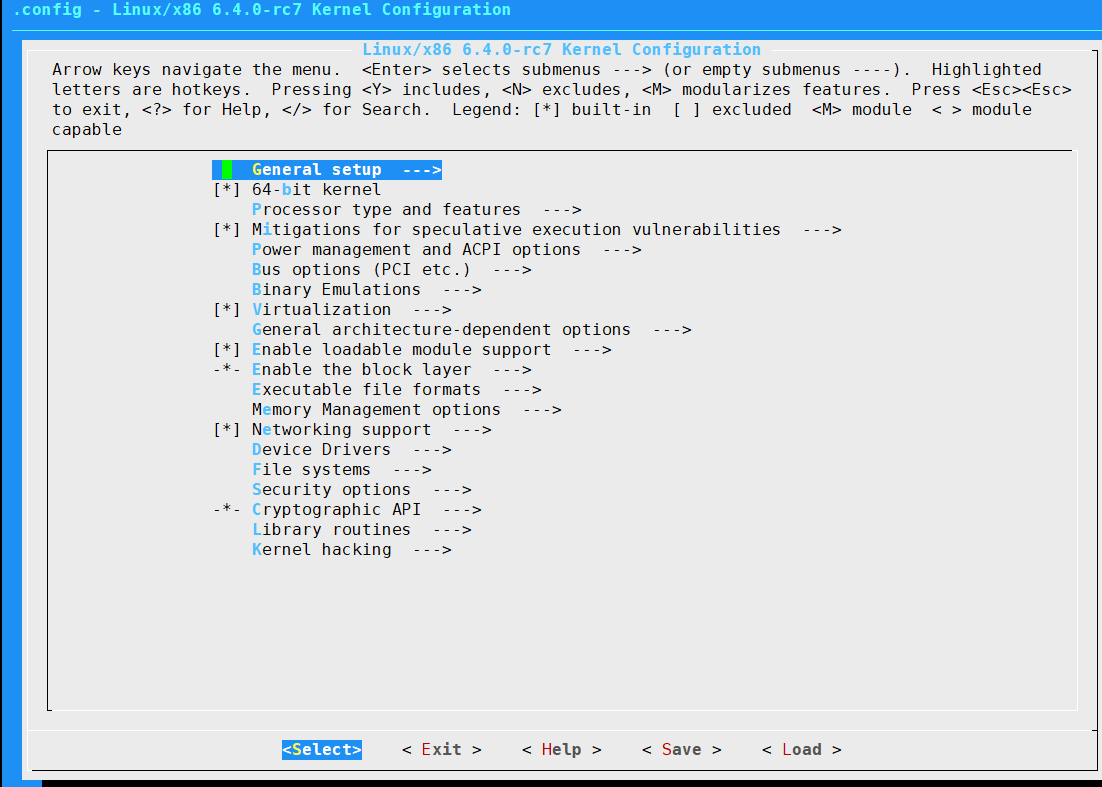 .config - Linux/x86 6.4.0-rc7 Kernel Configuration
Linux/x86 6.4.0-rc7 Kernel Configuration
Arrow keys navigate the menu.  <Enter> selects submenus ---> (or empty submenus ----).  Highlighted
letters are hotkeys.  Pressing <Y> includes, <N> excludes, <M> modularizes features.  Press <Esc><Esc>
to exit, <?> for Help, </> for Search.  Legend: [*] built-in  [ ] excluded  <M> module  < > module
capable
General setup  --->
[*] 64-bit kernel
Processor type and features  --->
[*] Mitigations for speculative execution vulnerabilities  --->
Power management and ACPI options  --->
Bus options (PCI etc.)  --->
Binary Emulations  --->
[*] Virtualization  --->
General architecture-dependent options  --->
[*] Enable loadable module support  --->
-*- Enable the block layer  --->
Executable file formats  --->
Memory Management options  --->
[*] Networking support  --->
Device Drivers  --->
File systems  --->
Security options  --->
-*- Cryptographic API  --->
Library routines  --->
Kernel hacking  --->
<Select>    < Exit >    < Help >    < Save >    < Load >